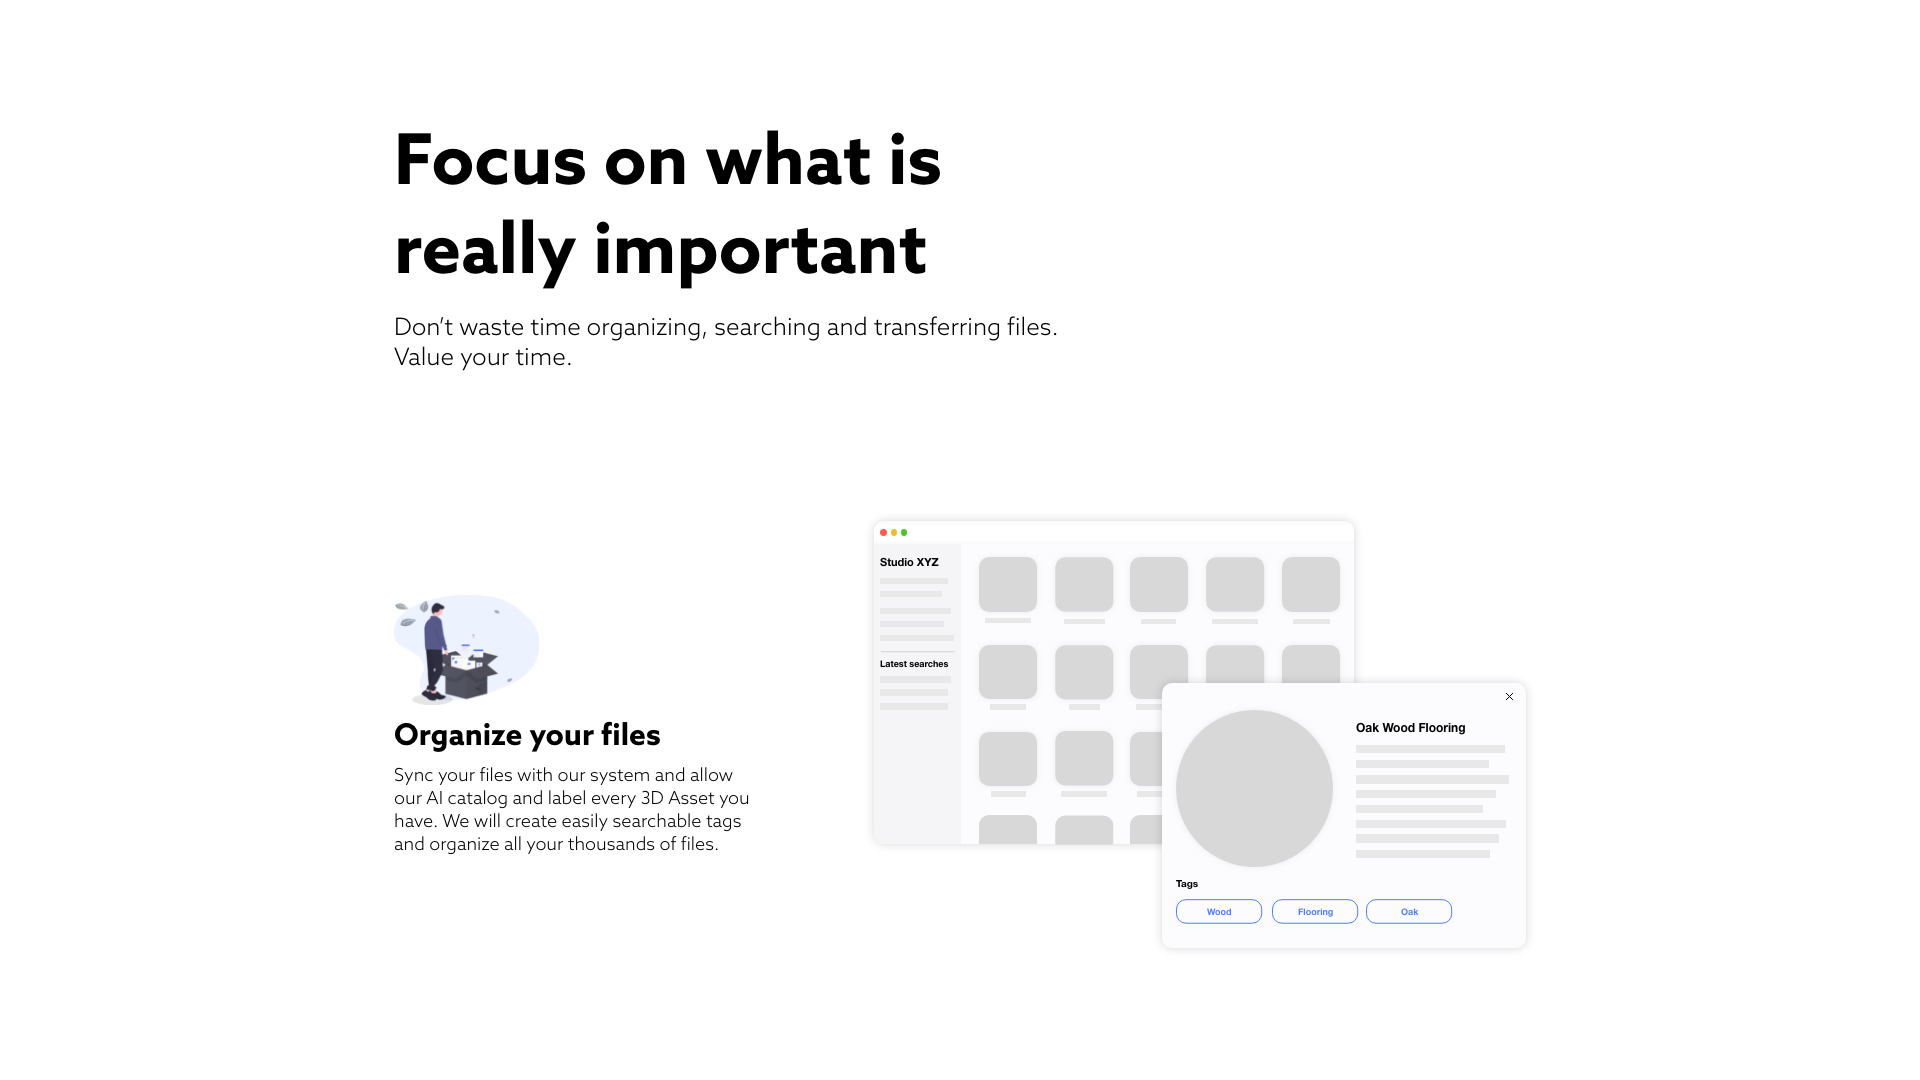 Focus on what is
really important
Don’t waste time organizing, searching and transferring files.
Value your time.
Organize your files
Sync your files with our system and allow
our AI catalog and label every 3D Asset you
have. We will create easily searchable tags
and organize all your thousands of files.
Studio XYZ
Latest searches
Oak Wood Flooring
Tags
Wood
Flooring
Oak